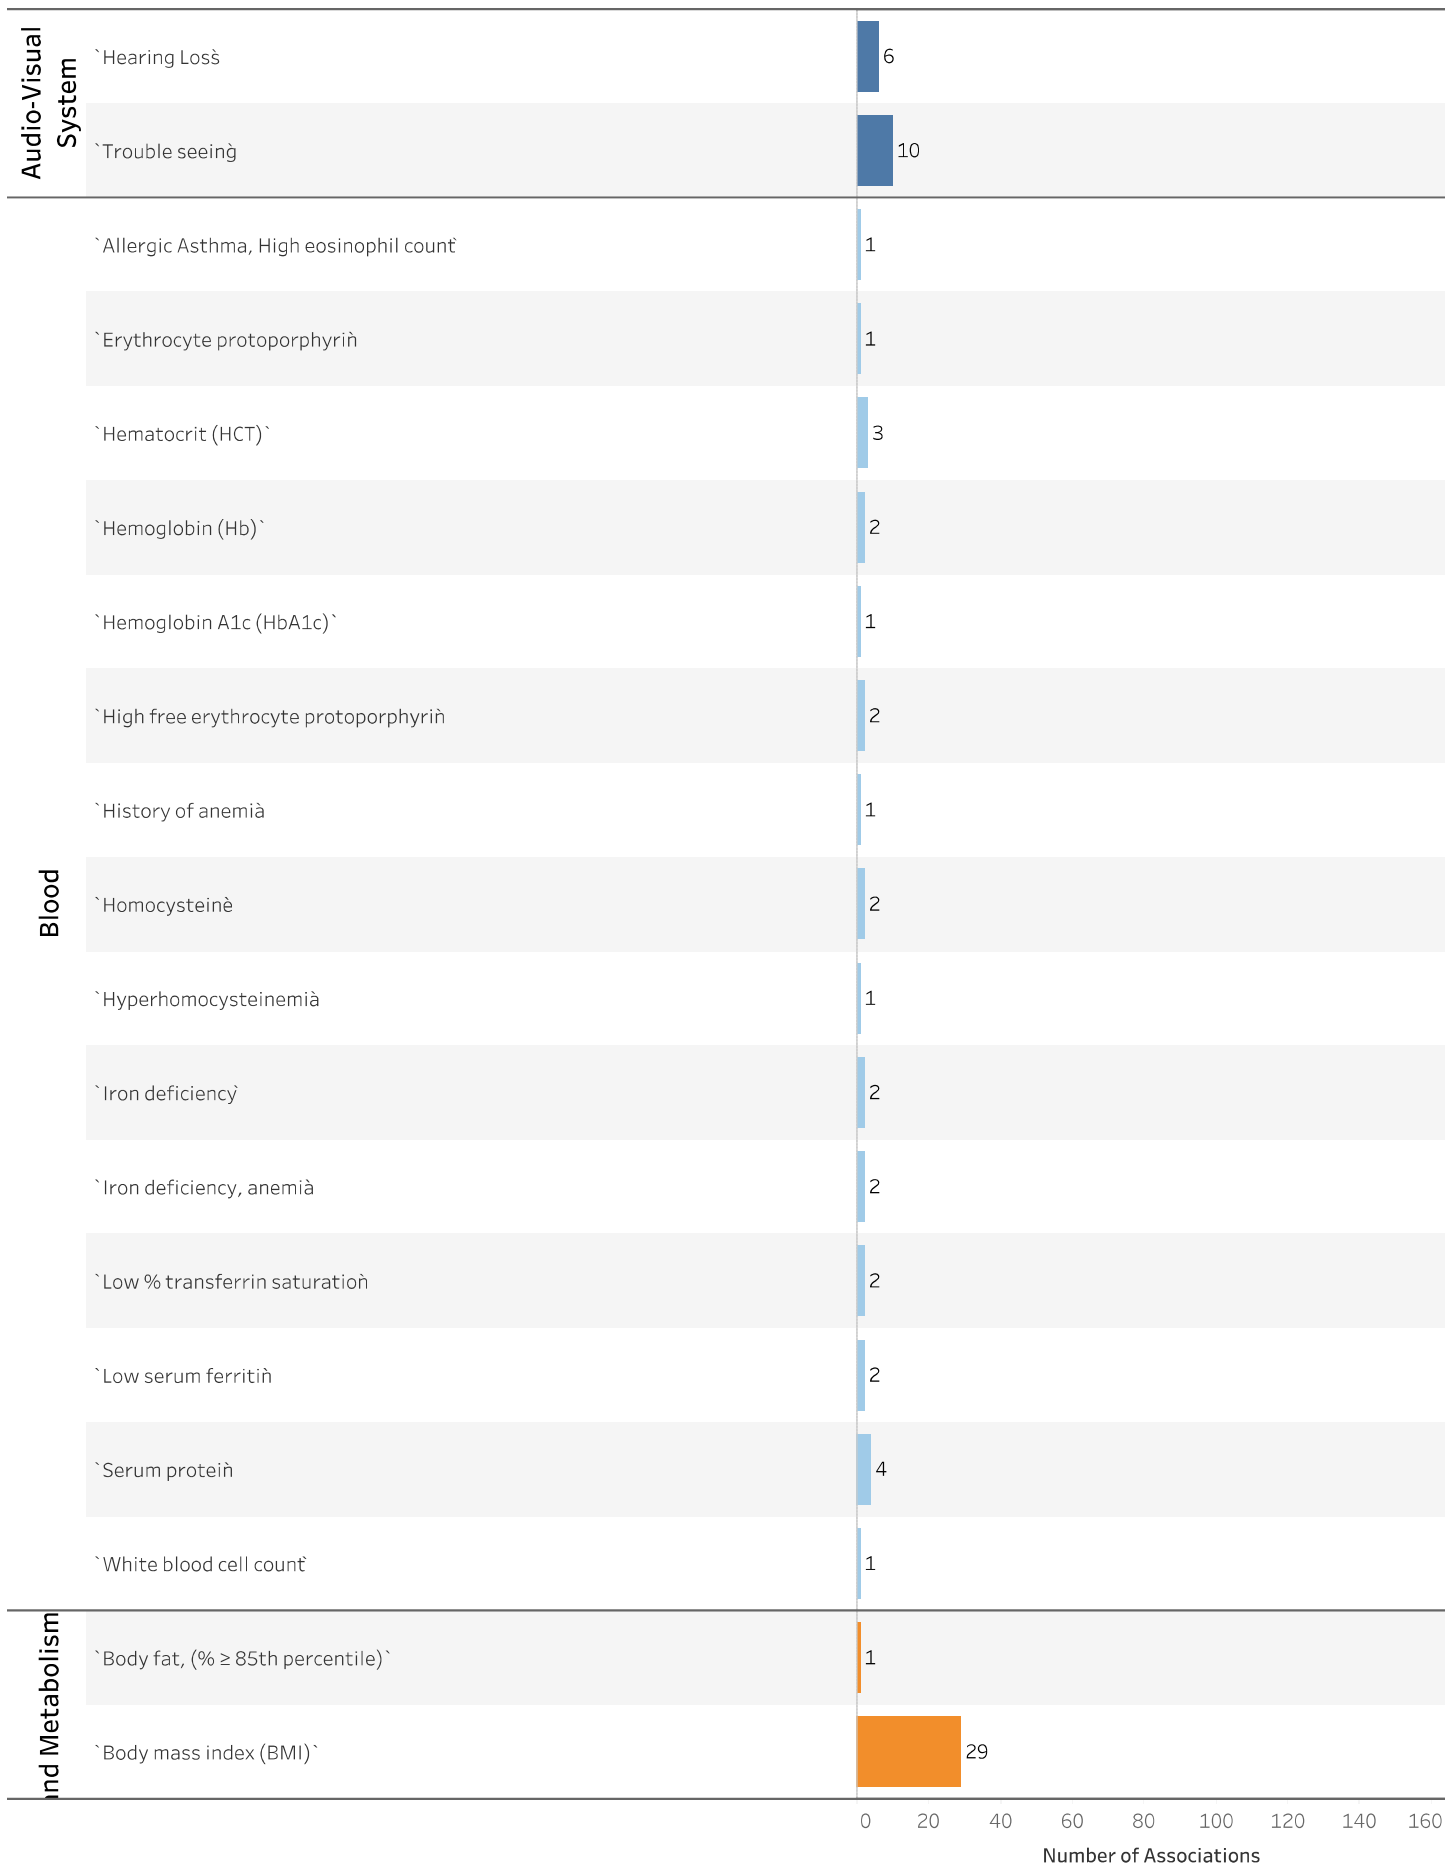 Audio-Visual
System
`Hearing Loss` 6
`Trouble seeing` 10
Blood
`Allergic Asthma, High eosinophil count` 1
`Erythrocyte protoporphyrin` 1
`Hematocrit (HCT)` 3
`Hemoglobin (Hb)` 2
`Hemoglobin A1c (HbA1c)` 1
`High free erythrocyte protoporphyrin` 2
`History of anemia` 1
`Homocysteine` 2
`Hyperhomocysteinemia` 1
`Iron deficiency` 2
`Iron deficiency, anemia` 2
`Low % transferrin saturation` 2
`Low serum ferritin` 2
`Serum protein` 4
`White blood cell count` 1
Metabolism
`Body fat, (% ≥ 85th percentile)` 1
`Body mass index (BMI)` 29
0 20 40 60 80 100 120 140 160
Number of Associations